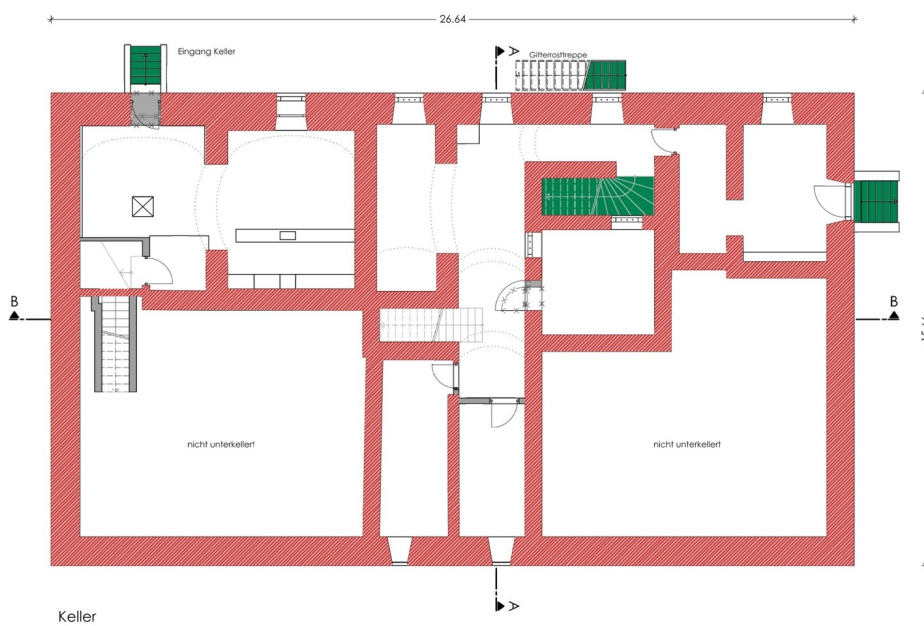 26.64
Eingang Keller
A
Gitterrosttreppe
B
B
nicht unterkellert
nicht unterkellert
A
Keller